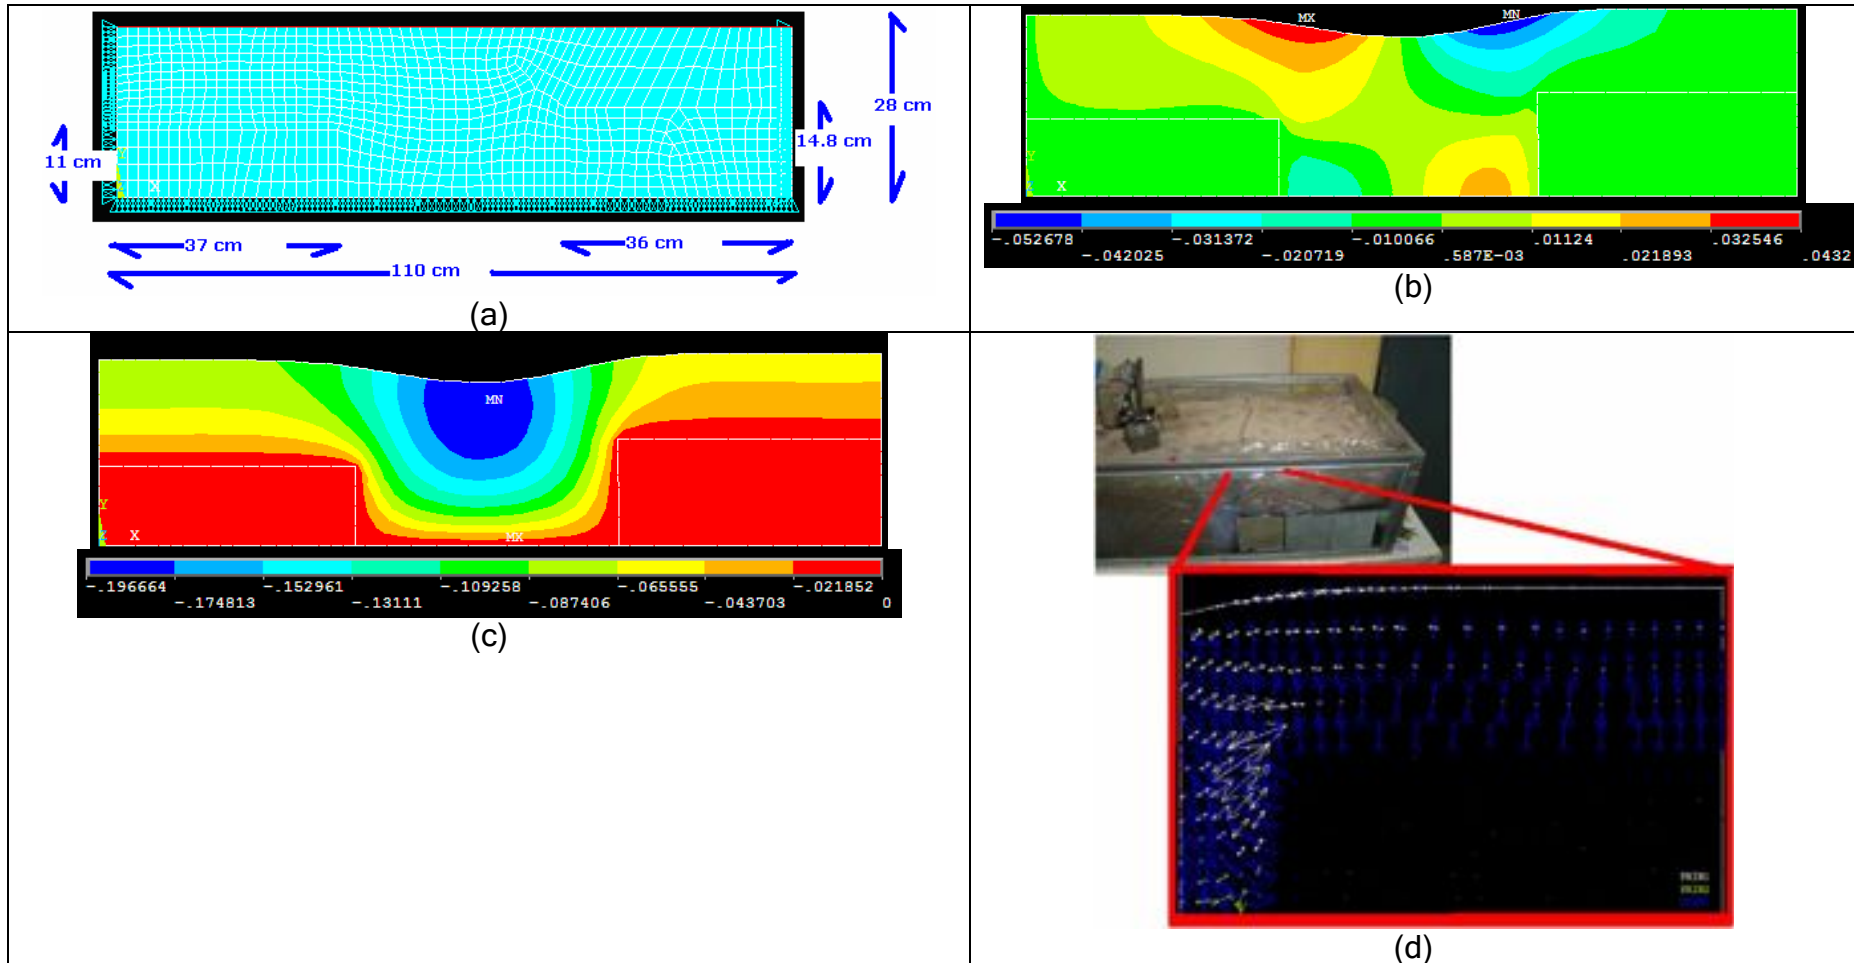 28 cm
14.8 cm
11 cm
Y
X
37 cm
36 cm
110 cm
(a)
MX
MN
Y
X
-.052678
-.031372
-.010066
.01124
.032546
-.042025
-.020719
.587E-03
.021893
.0432
(b)
MN
Y
X
MX
-.196664
-.152961
-.109258
-.065555
-.021852
-.174813
-.13111
-.087406
-.043703
0
(c)
(d)